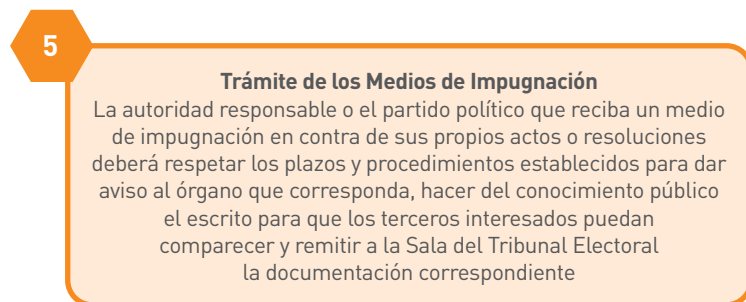 5
Trámite de los Medios de Impugnación
La autoridad responsable o el partido político que reciba un medio
de impugnación en contra de sus propios actos o resoluciones
deberá respetar los plazos y procedimientos establecidos para dar
aviso al órgano que corresponda, hacer del conocimiento público
el escrito para que los terceros interesados puedan
comparecer y remitir a la Sala del Tribunal Electoral
la documentación correspondiente